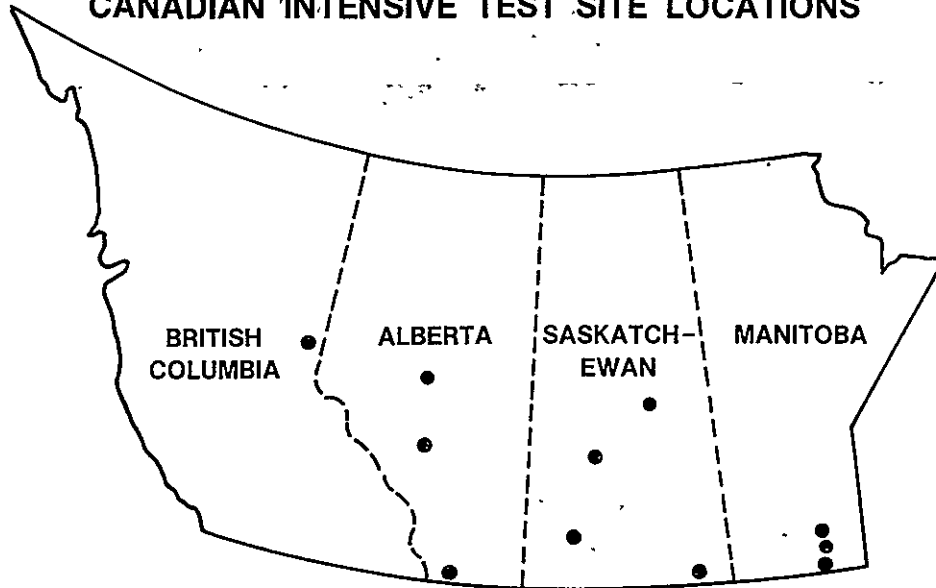 CANADIAN INTENSIVE TEST SITE LOCATIONS
BRITISH
COLUMBIA
ALBERTA
SASKATCH-
EWAN
MANITOBA